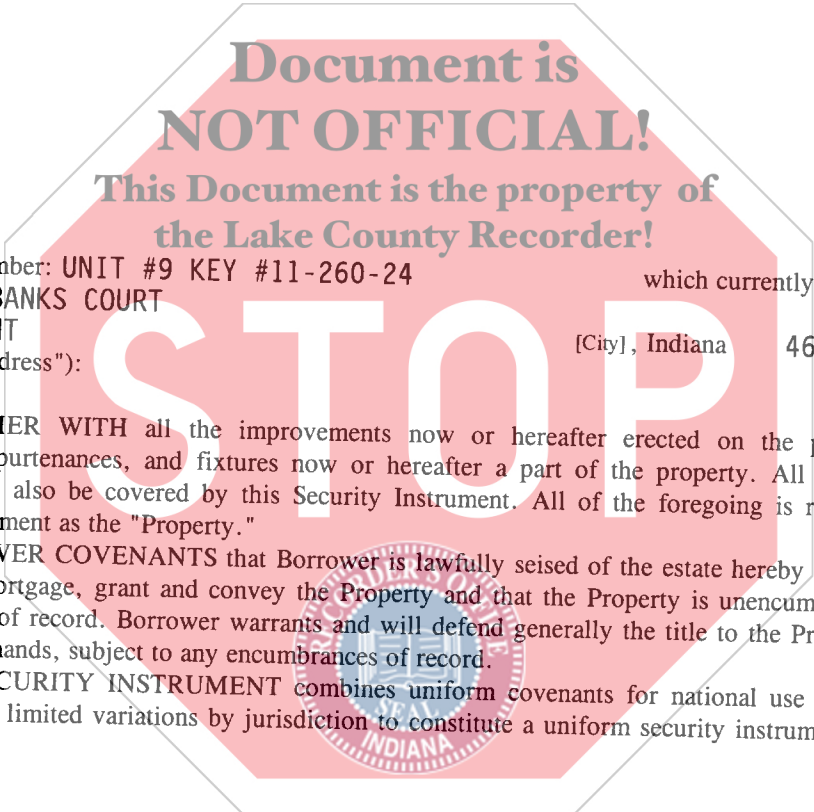 Document is
NOT OFFICIAL!
This Document is the property of
the Lake County Recorder!
nber: UNIT #9 KEY #11-260-24 which currently
BANKS COURT
IT
[City], Indiana 46
dress"):
STOP
IER WITH all the improvements now or hereafter erected on the p
purtenances, and fixtures now or hereafter a part of the property. All
also be covered by this Security Instrument. All of the foregoing is r
ment as the "Property."
VER COVENANTS that Borrower is lawfully seised of the estate hereby
ortgage, grant and convey the Property and that the Property is unencum
of record. Borrower warrants and will defend generally the title to the Pr
nands, subject to any encumbrances of record.
CURITY INSTRUMENT combines uniform covenants for national use
limited variations by jurisdiction to constitute a uniform security instrum
RECORDER'S OFFICE
SEAL
INDIANA